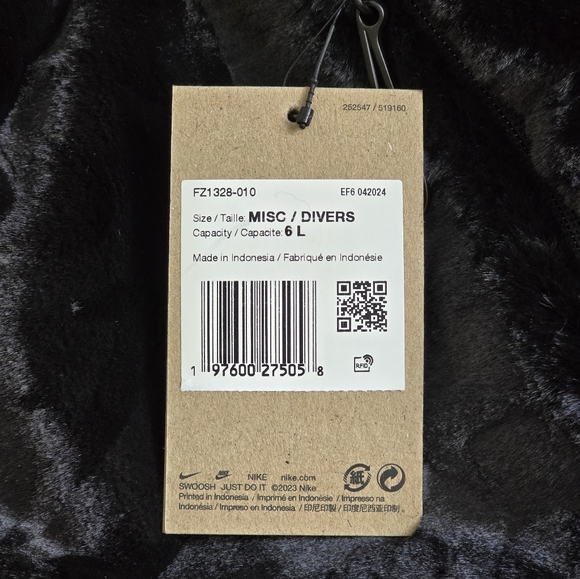 252547 / 519160
FZ1328-010 EF6 042024
Size / Taille: MISC / DIVERS
Capacity / Capacite: 6 L
Made in Indonesia / Fabriqué en Indonésie
1 97600 27505 8
RFID
NIKE nike.com
SWOOSH JUST DO IT ©2023 Nike
Printed in Indonesia / Imprimé en Indonésie / Impresso na
Indonésia / Impreso en Indonesia / 印尼印製 / 印度尼西亚印制。
紙